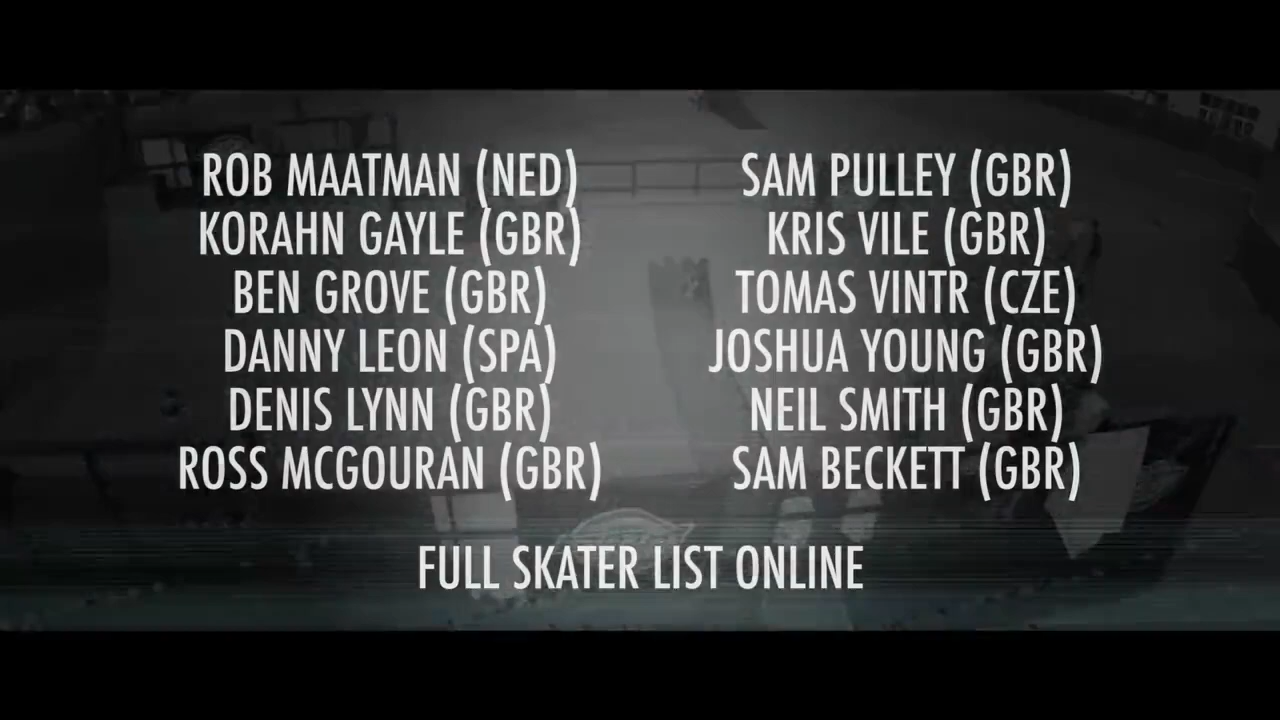 ROB MAATMAN (NED)
KORAHN GAYLE (GBR)
BEN GROVE (GBR)
DANNY LEON (SPA)
DENIS LYNN (GBR)
ROSS MCGOURAN (GBR)
SAM PULLEY (GBR)
KRIS VILE (GBR)
TOMAS VINTR (CZE)
JOSHUA YOUNG (GBR)
NEIL SMITH (GBR)
SAM BECKETT (GBR)
FULL SKATER LIST ONLINE